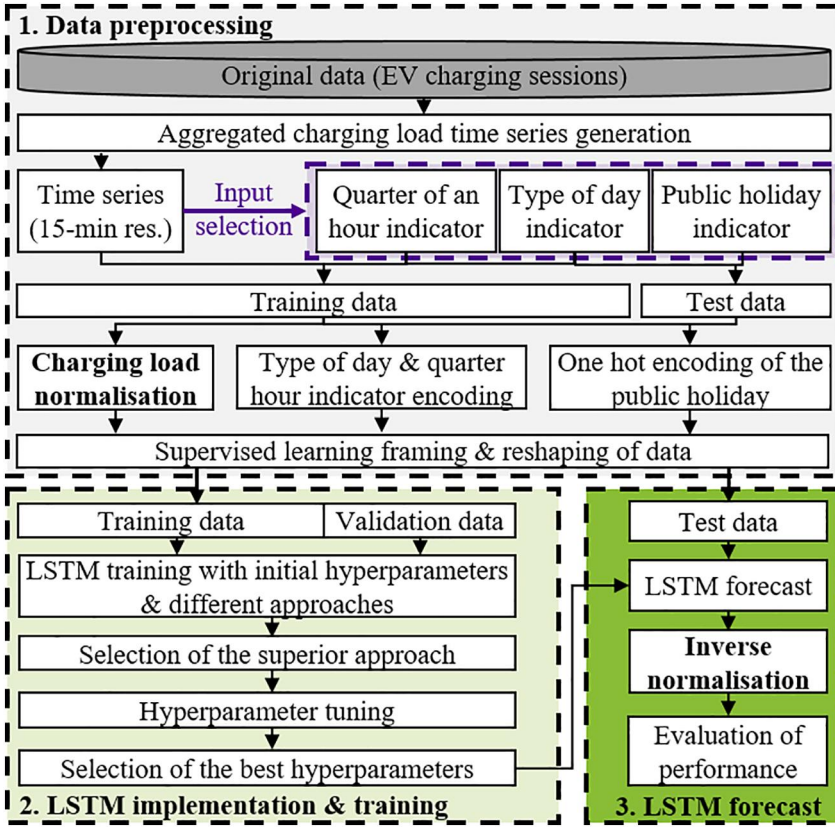 1. Data preprocessing
Original data (EV charging sessions)
Aggregated charging load time series generation
Time series
(15-min res.)
Input
selection
Quarter of an
hour indicator
Type of day
indicator
Public holiday
indicator
Training data
Test data
Charging load
normalisation
Type of day & quarter
hour indicator encoding
One hot encoding of the
public holiday
Supervised learning framing & reshaping of data
Training data
Validation data
LSTM training with initial hyperparameters
& different approaches
Selection of the superior approach
Hyperparameter tuning
Selection of the best hyperparameters
2. LSTM implementation & training
Test data
LSTM forecast
Inverse
normalisation
Evaluation of
performance
3. LSTM forecast